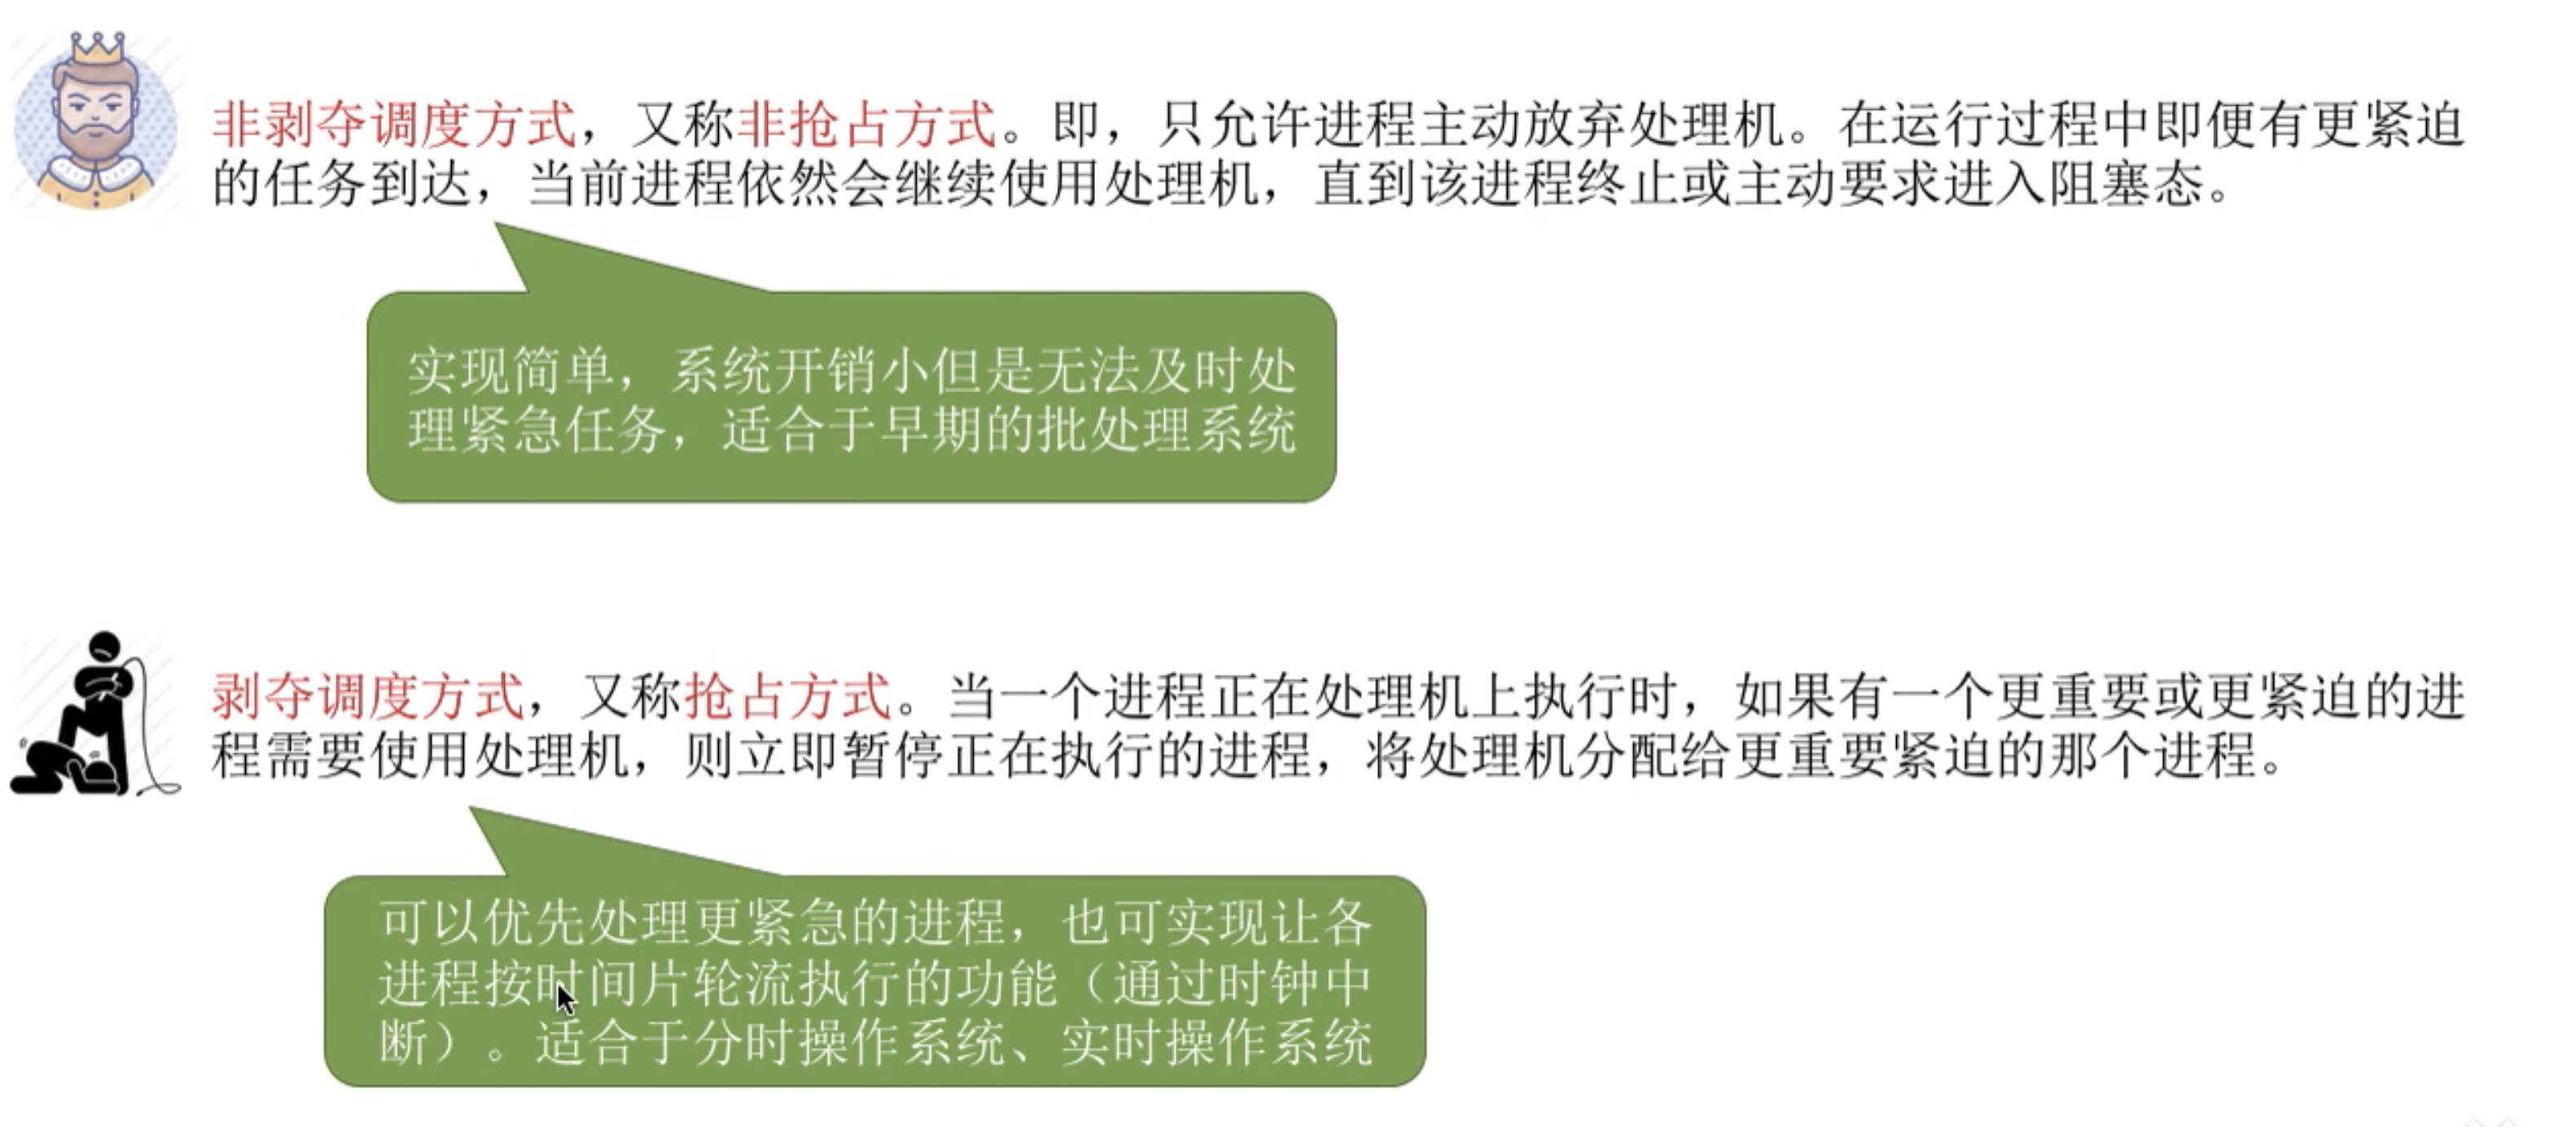 非剥夺调度方式，又称非抢占方式。即，只允许进程主动放弃处理机。在运行过程中即便有更紧迫
的任务到达，当前进程依然会继续使用处理机，直到该进程终止或主动要求进入阻塞态。
实现简单，系统开销小但是无法及时处
理紧急任务，适合于早期的批处理系统
剥夺调度方式，又称抢占方式。当一个进程正在处理机上执行时，如果有一个更重要或更紧迫的进
程需要使用处理机，则立即暂停正在执行的进程，将处理机分配给更重要紧迫的那个进程。
可以优先处理更紧急的进程，也可实现让各
进程按时间片轮流执行的功能（通过时钟中
断）。适合于分时操作系统、实时操作系统